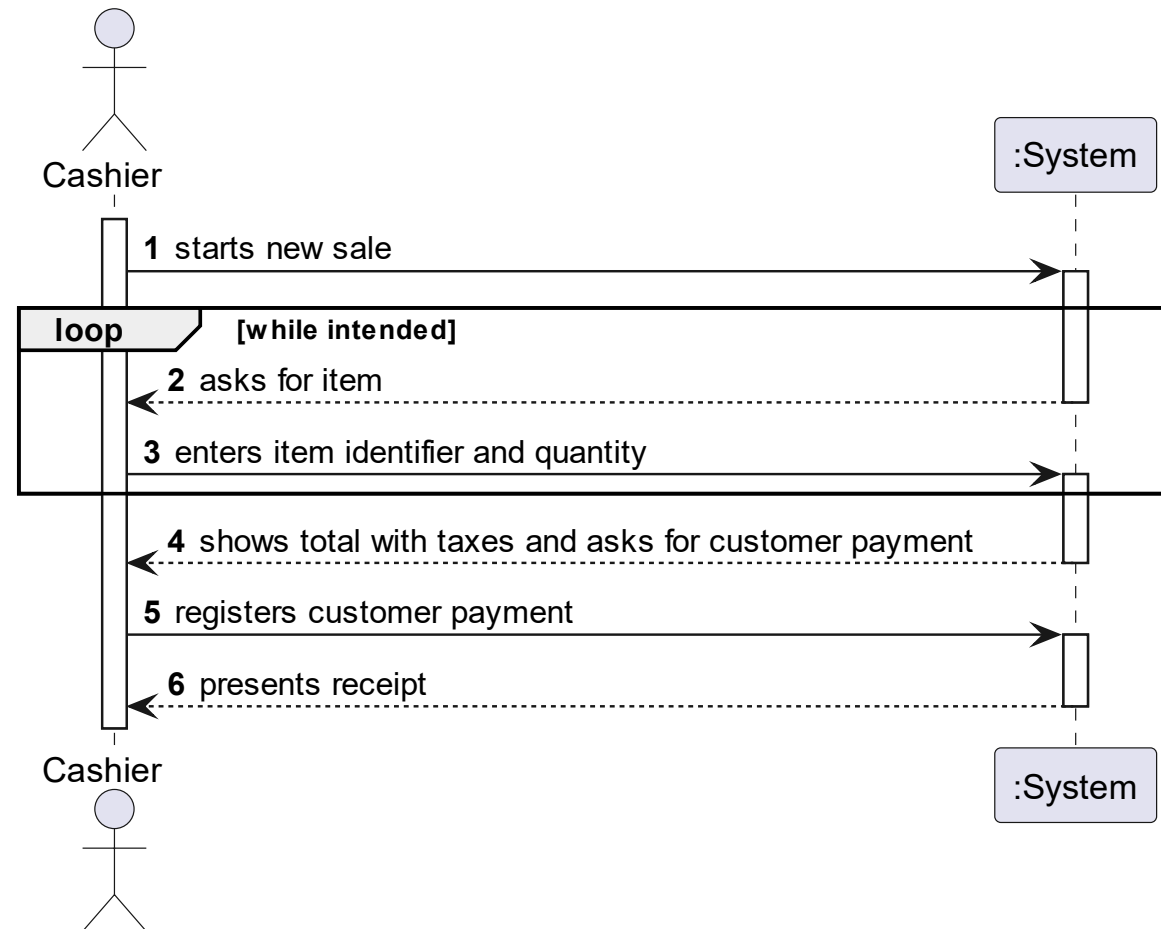 Cashier
:System
1 starts new sale
loop [while intended]
2 asks for item
3 enters item identifier and quantity
4 shows total with taxes and asks for customer payment
5 registers customer payment
6 presents receipt
Cashier
:System